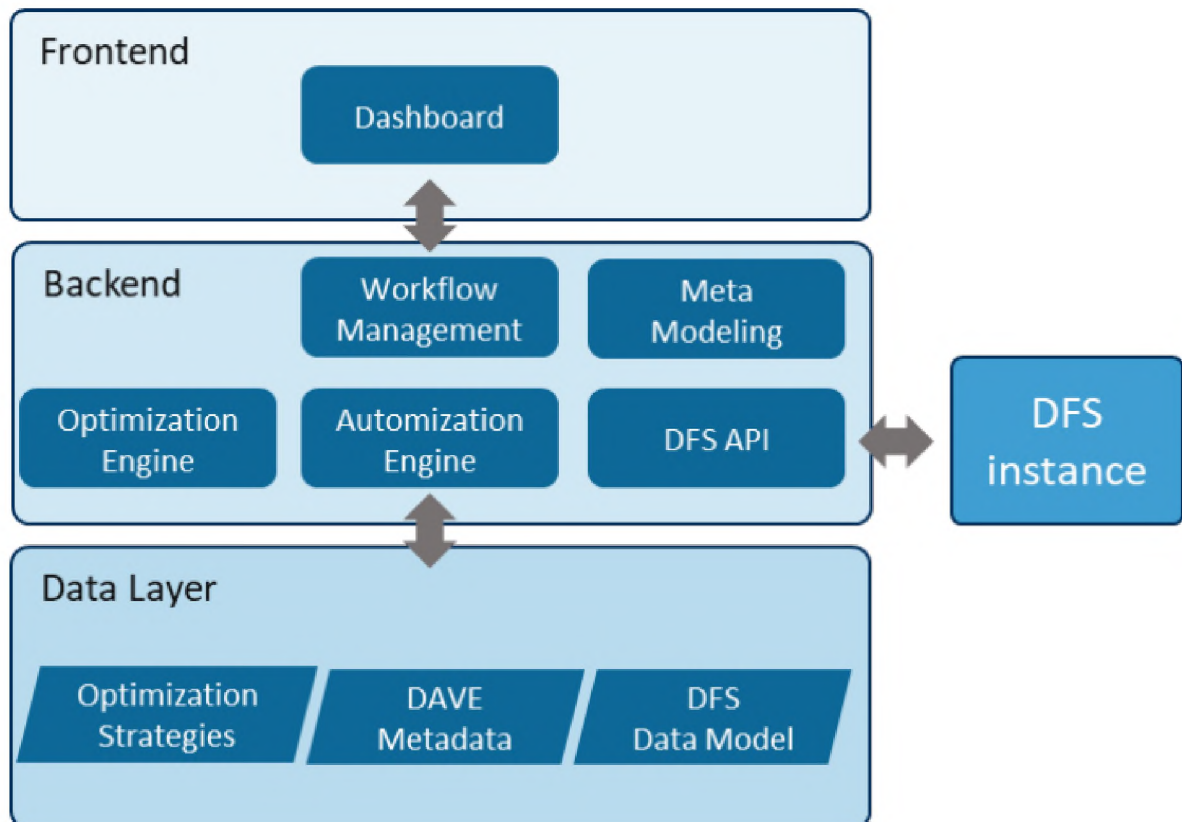 Frontend
Dashboard
Backend
Workflow
Management
Meta
Modeling
Optimization
Engine
Automization
Engine
DFS API
DFS
instance
Data Layer
Optimization
Strategies
DAVE
Metadata
DFS
Data Model